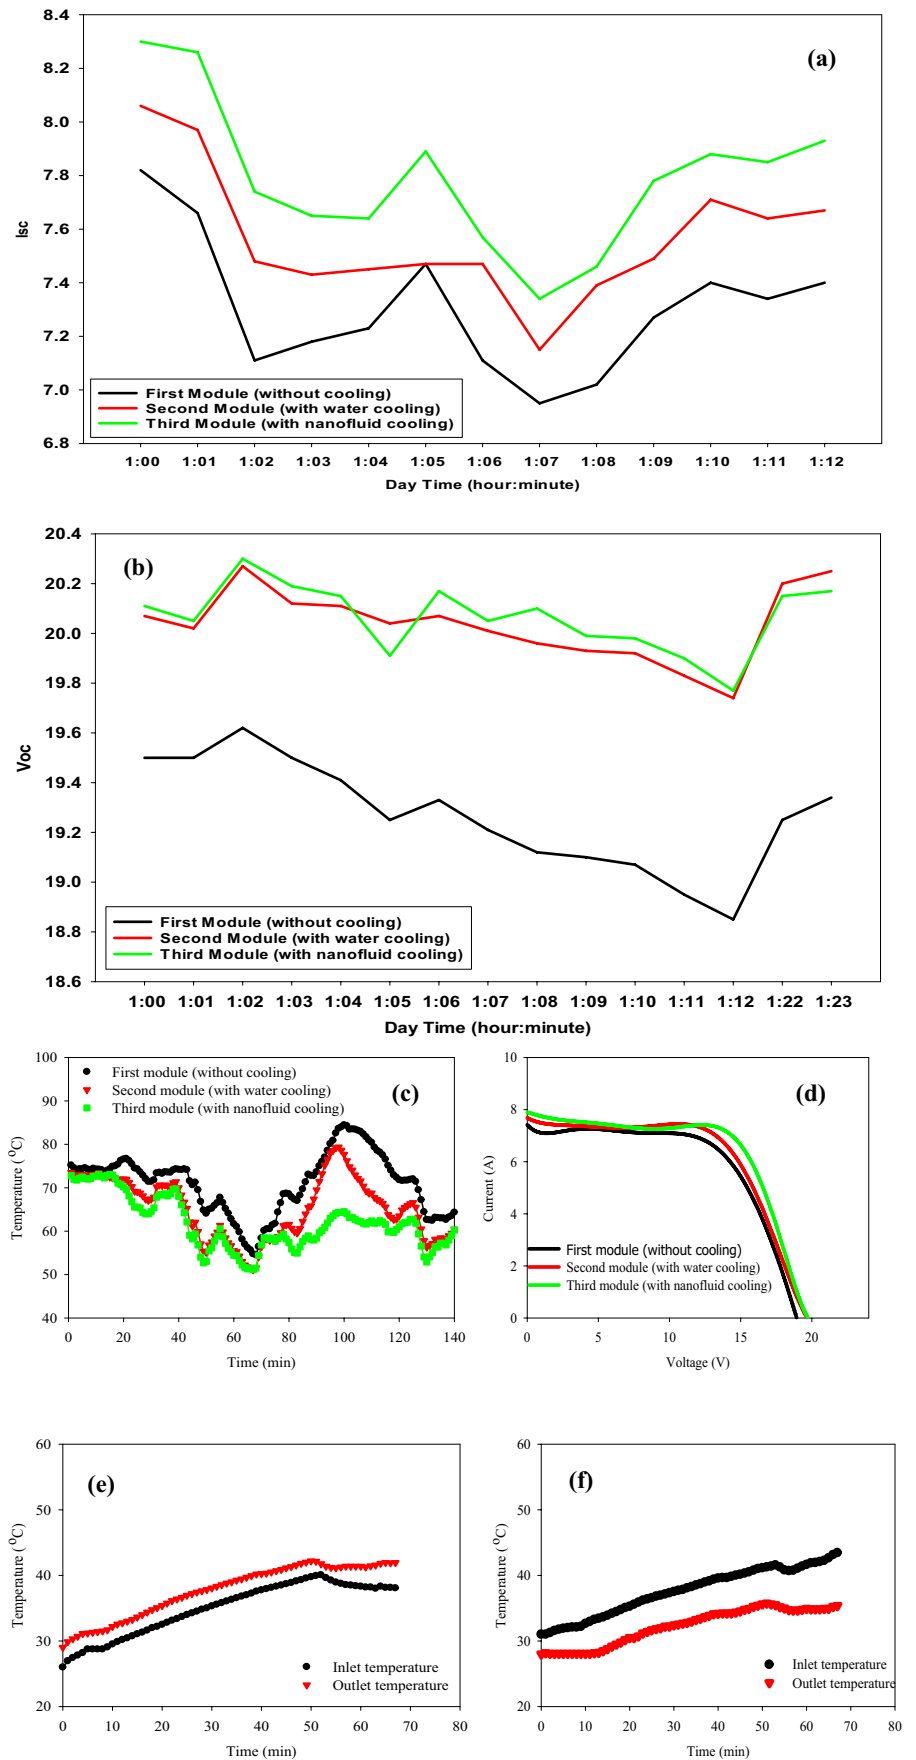 8.4
(a)
8.2
8.0
7.8
7.6
Isc
7.4
7.2
7.0
First Module (without cooling)
Second Module (with water cooling)
Third Module (with nanofluid cooling)
6.8
1:00 1:01 1:02 1:03 1:04 1:05 1:06 1:07 1:08 1:09 1:10 1:11 1:12
Day Time (hour:minute)
20.4
(b)
20.2
20.0
19.8
19.6
Voc
19.4
19.2
19.0
First Module (without cooling)
18.8
Second Module (with water cooling)
Third Module (with nanofluid cooling)
18.6
1:00 1:01 1:02 1:03 1:04 1:05 1:06 1:07 1:08 1:09 1:10 1:11 1:12 1:22 1:23
Day Time (hour:minute)
100
First module (without cooling)
Second module (with water cooling)
(c)
Third module (with nanofluid cooling)
90
80
70
60
50
40
Temperature (°C)
0 20 40 60 80 100 120 140
Time (min)
10
(d)
8
6
4
2
0
Current (A)
First module (without cooling)
Second module (with water cooling)
Third module (with nanofluid cooling)
0 5 10 15 20
Voltage (V)
60
(e)
50
40
30
20
Temperature (°C)
Inlet temperature
Outlet temperature
0 10 20 30 40 50 60 70 80
Time (min)
60
(f)
50
40
30
20
Temperature (°C)
Inlet temperature
Outlet temperature
0 10 20 30 40 50 60 70 80
Time (min)